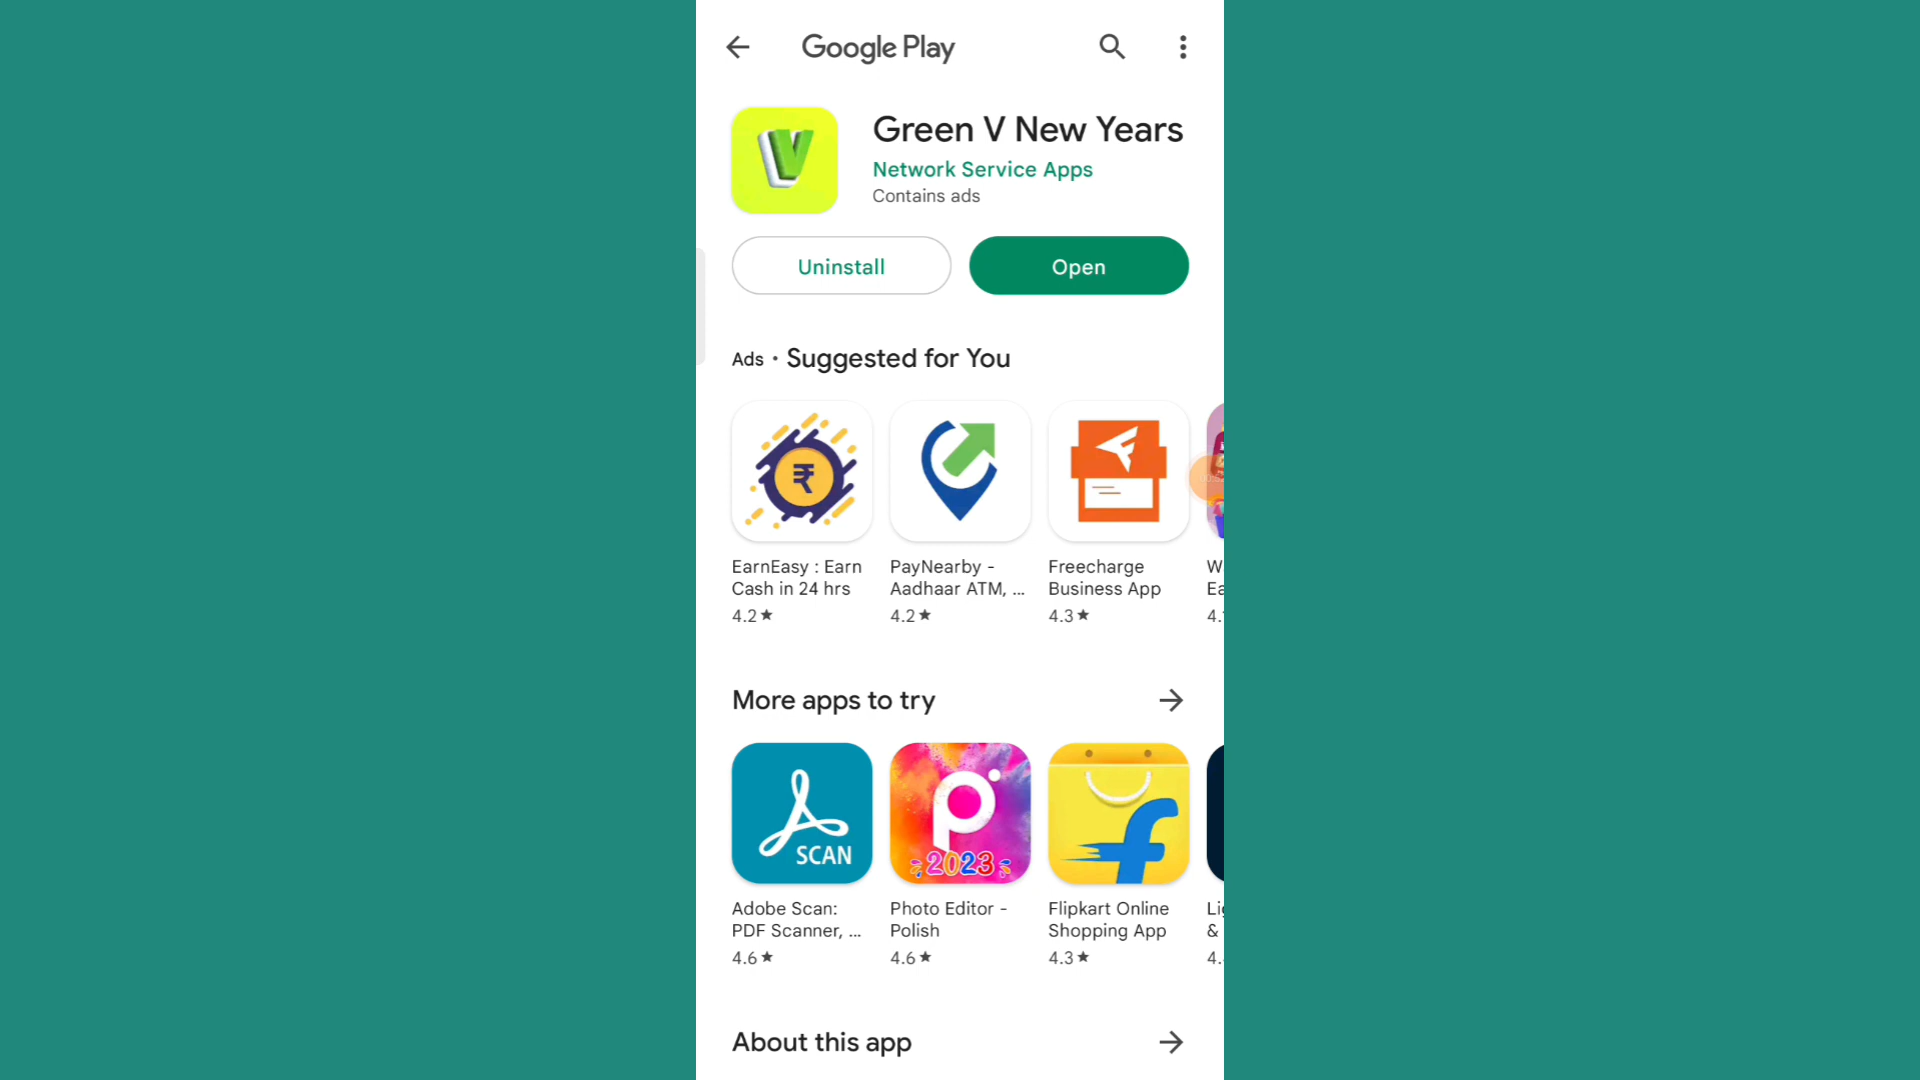 Google Play
Green V New Years
Network Service Apps
Contains ads
Uninstall
Open
Ads • Suggested for You
EarnEasy : Earn
Cash in 24 hrs
4.2★
PayNearby -
Aadhaar ATM, ...
4.2★
Freecharge
Business App
4.3★
More apps to try
SCAN
2023
Adobe Scan:
PDF Scanner, ...
4.6★
Photo Editor -
Polish
4.6★
Flipkart Online
Shopping App
4.3★
&
About this app